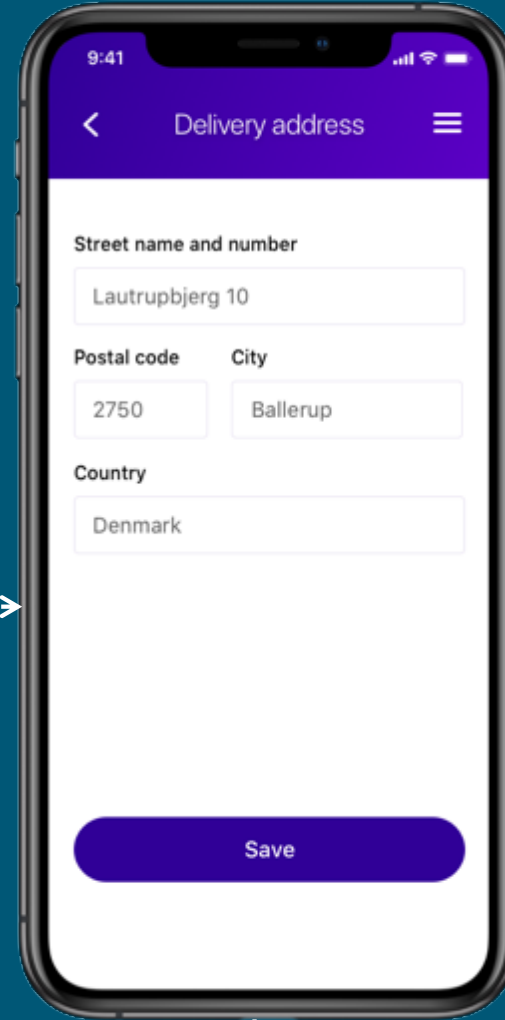 9:41
Delivery address
Street name and number
Lautrupbjerg 10
Postal code City
2750 Ballerup
Country
Denmark
Save